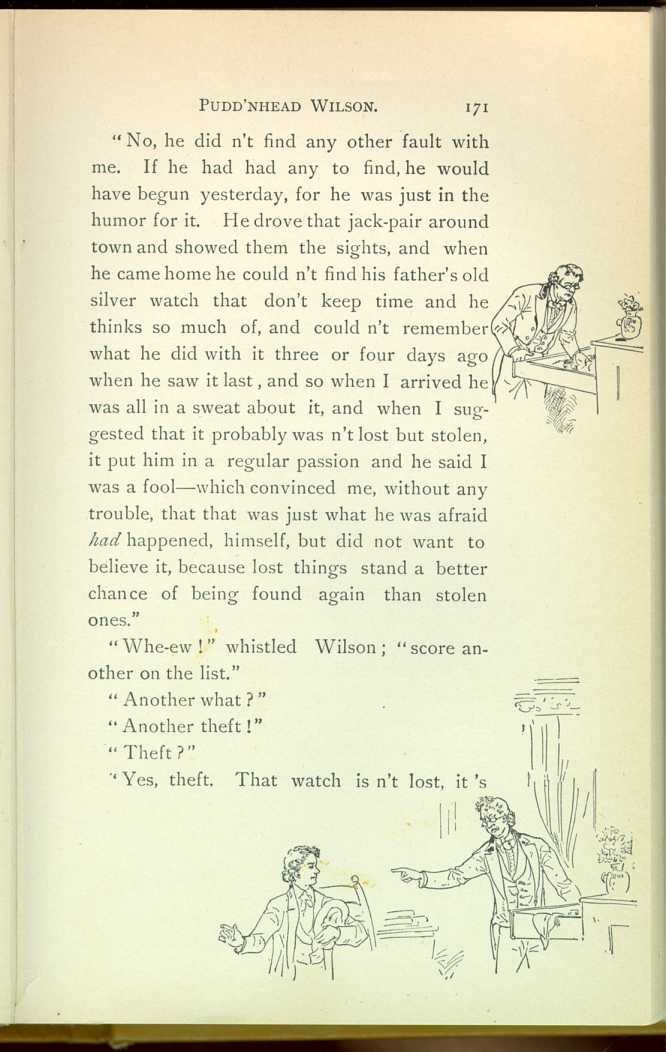 PUDD'NHEAD WILSON. 171
“No, he did n't find any other fault with
me. If he had had any to find, he would
have begun yesterday, for he was just in the
humor for it. He drove that jack-pair around
town and showed them the sights, and when
he came home he could n't find his father's old
silver watch that don't keep time and he
thinks so much of, and could n't remember
what he did with it three or four days ago
when he saw it last, and so when I arrived he
was all in a sweat about it, and when I sug-
gested that it probably was n't lost but stolen,
it put him in a regular passion and he said I
was a fool—which convinced me, without any
trouble, that that was just what he was afraid
had happened, himself, but did not want to
believe it, because lost things stand a better
chance of being found again than stolen
ones.”
“Whe-ew!” whistled Wilson; “score an-
other on the list.”
“Another what?”
“Another theft!”
“Theft?”
“Yes, theft. That watch is n't lost, it 's